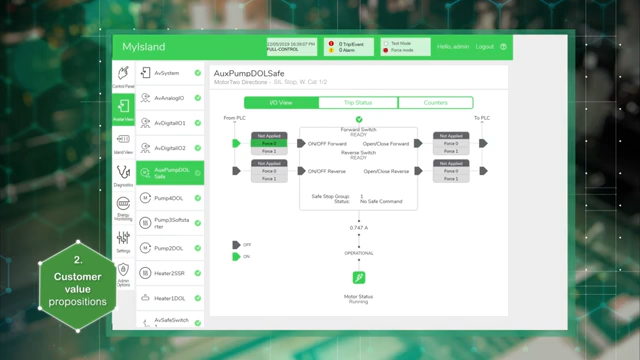 MyIsland
12/05/2019 16:36:07 PM
FULL-CONTROL
0 Trip/Event
0 Alarm
Test Mode
Force mode
Hello, admin
Logout
Control Panel
Avatar View
Island View
Diagnostics
Energy Monitoring
Settings
Admin Options
AvSystem
AvAnalogIO
AvDigitalIO1
AvDigitalIO2
AuxPumpDOL
Safe
Pump4DOL
Pump3Softsta
rter
Pump2DOL
Heater2SSR
Heater1DOL
AvSafeSwitch
AuxPumpDOLSafe
MotorTwo Directions - SIL Stop, W. Cat 1/2
I/O View
Trip Status
Counters
From PLC
To PLC
Forward Switch
READY
Not Applied
Force 0
Force 1
ON/OFF Forward
Open/Close Forward
Not Applied
Force 0
Force 1
Reverse Switch
READY
Not Applied
Force 0
Force 1
ON/OFF Reverse
Open/Close Reverse
Not Applied
Force 0
Force 1
Safe Stop Group: 1
Status: No Safe Command
0,747 A
OFF
ON
OPERATIONAL
Motor Status
Running
2.
Customer
value
propositions